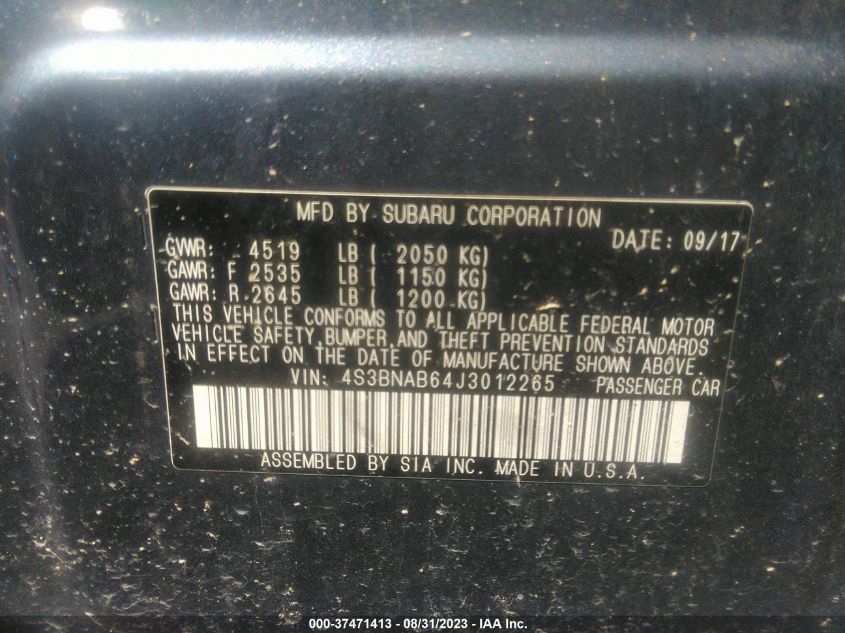 MFD BY SUBARU CORPORATION
DATE: 09/17
GVWR: 4519 LB ( 2050 KG)
GAWR: F 2535 LB ( 1150 KG)
GAWR: R 2645 LB ( 1200 KG)
THIS VEHICLE CONFORMS TO ALL APPLICABLE FEDERAL MOTOR
VEHICLE SAFETY, BUMPER, AND THEFT PREVENTION STANDARDS
IN EFFECT ON THE DATE OF MANUFACTURE SHOWN ABOVE.
VIN: 4S3BNAB64J3012265 PASSENGER CAR
ASSEMBLED BY SIA INC. MADE IN U.S.A.
000-37471413 - 08/31/2023 - IAA Inc.